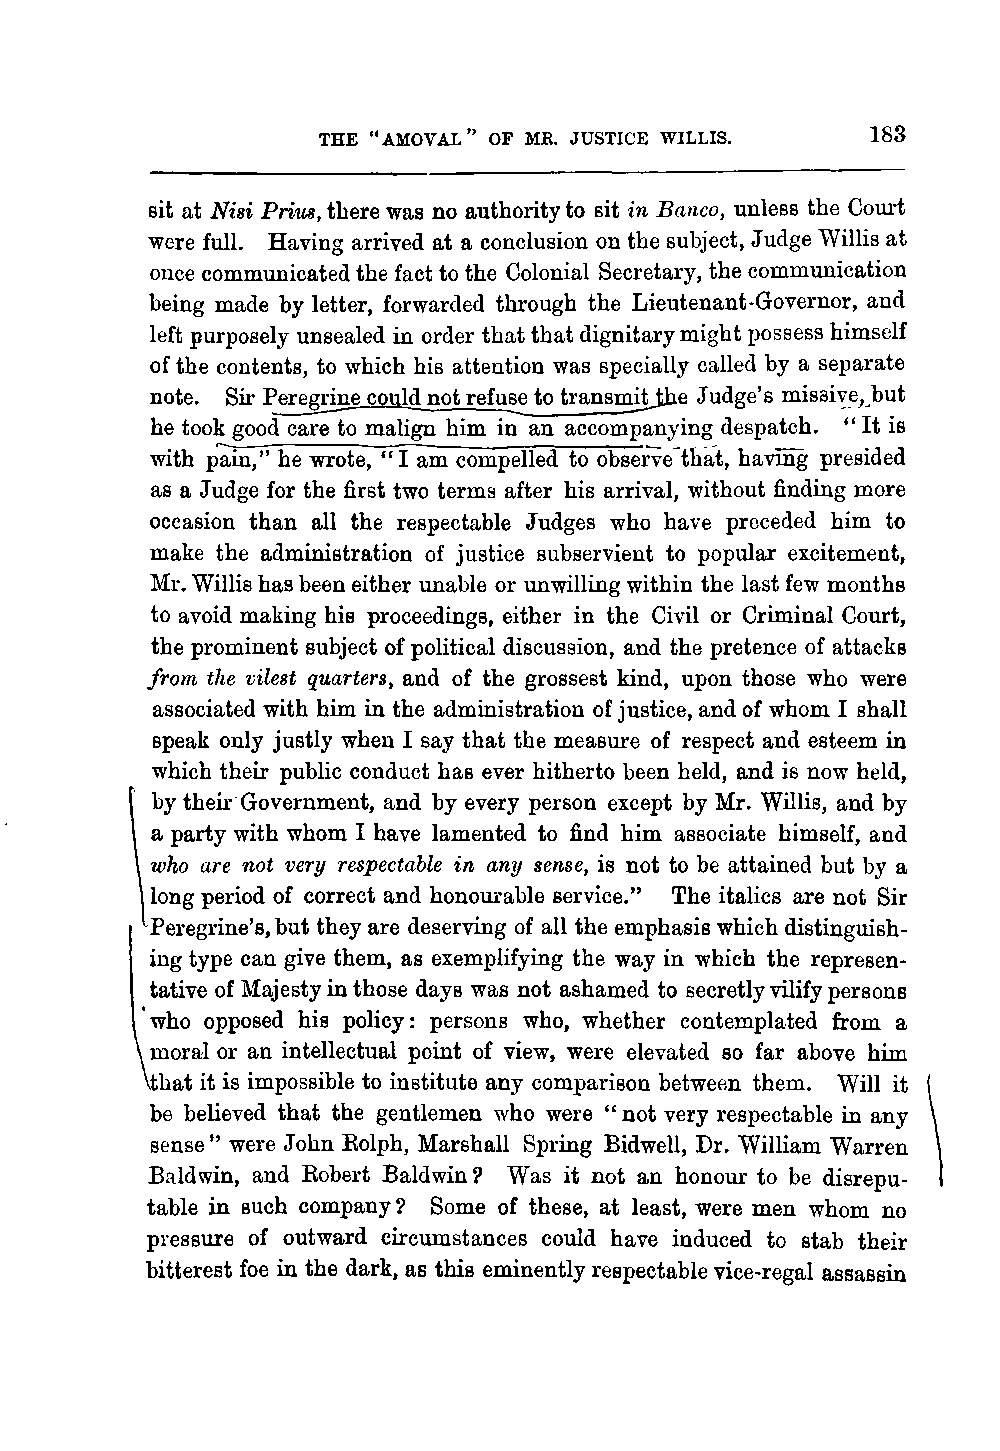 THE "AMOVAL" OF MR. JUSTICE WILLIS. 183
sit at Nisi Prius, there was no authority to sit in Banco, unless the Court
were full. Having arrived at a conclusion on the subject, Judge Willis at
once communicated the fact to the Colonial Secretary, the communication
being made by letter, forwarded through the Lieutenant-Governor, and
left purposely unsealed in order that that dignitary might possess himself
of the contents, to which his attention was specially called by a separate
note. Sir Peregrine could not refuse to transmit the Judge's missive, but
he took good care to malign him in an accompanying despatch. "It is
with pain," he wrote, "I am compelled to observe that, having presided
as a Judge for the first two terms after his arrival, without finding more
occasion than all the respectable Judges who have preceded him to
make the administration of justice subservient to popular excitement,
Mr. Willis has been either unable or unwilling within the last few months
to avoid making his proceedings, either in the Civil or Criminal Court,
the prominent subject of political discussion, and the pretence of attacks
from the vilest quarters, and of the grossest kind, upon those who were
associated with him in the administration of justice, and of whom I shall
speak only justly when I say that the measure of respect and esteem in
which their public conduct has ever hitherto been held, and is now held,
by their Government, and by every person except by Mr. Willis, and by
a party with whom I have lamented to find him associate himself, and
who are not very respectable in any sense, is not to be attained but by a
long period of correct and honourable service." The italics are not Sir
Peregrine's, but they are deserving of all the emphasis which distinguish-
ing type can give them, as exemplifying the way in which the represen-
tative of Majesty in those days was not ashamed to secretly vilify persons
who opposed his policy: persons who, whether contemplated from a
moral or an intellectual point of view, were elevated so far above him
that it is impossible to institute any comparison between them. Will it
be believed that the gentlemen who were "not very respectable in any
sense" were John Rolph, Marshall Spring Bidwell, Dr. William Warren
Baldwin, and Robert Baldwin? Was it not an honour to be disrepu-
table in such company? Some of these, at least, were men whom no
pressure of outward circumstances could have induced to stab their
bitterest foe in the dark, as this eminently respectable vice-regal assassin